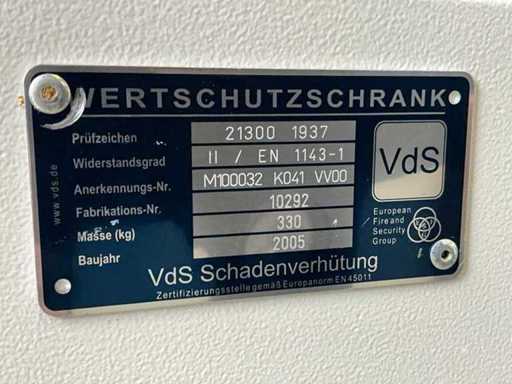 WERTSCHUTZSCHRANK
Prüfzeichen 21300 1937
Widerstandsgrad II / EN 1143-1
Anerkennungs-Nr. M100032 K041 VV00
Fabrikations-Nr. 10292
Masse (kg) 330
Baujahr 2005
VdS
European
Fire and
Security
Group
www.vds.de
VdS Schadenverhütung
Zertifizierungsstelle gemäß Europanorm EN 45011